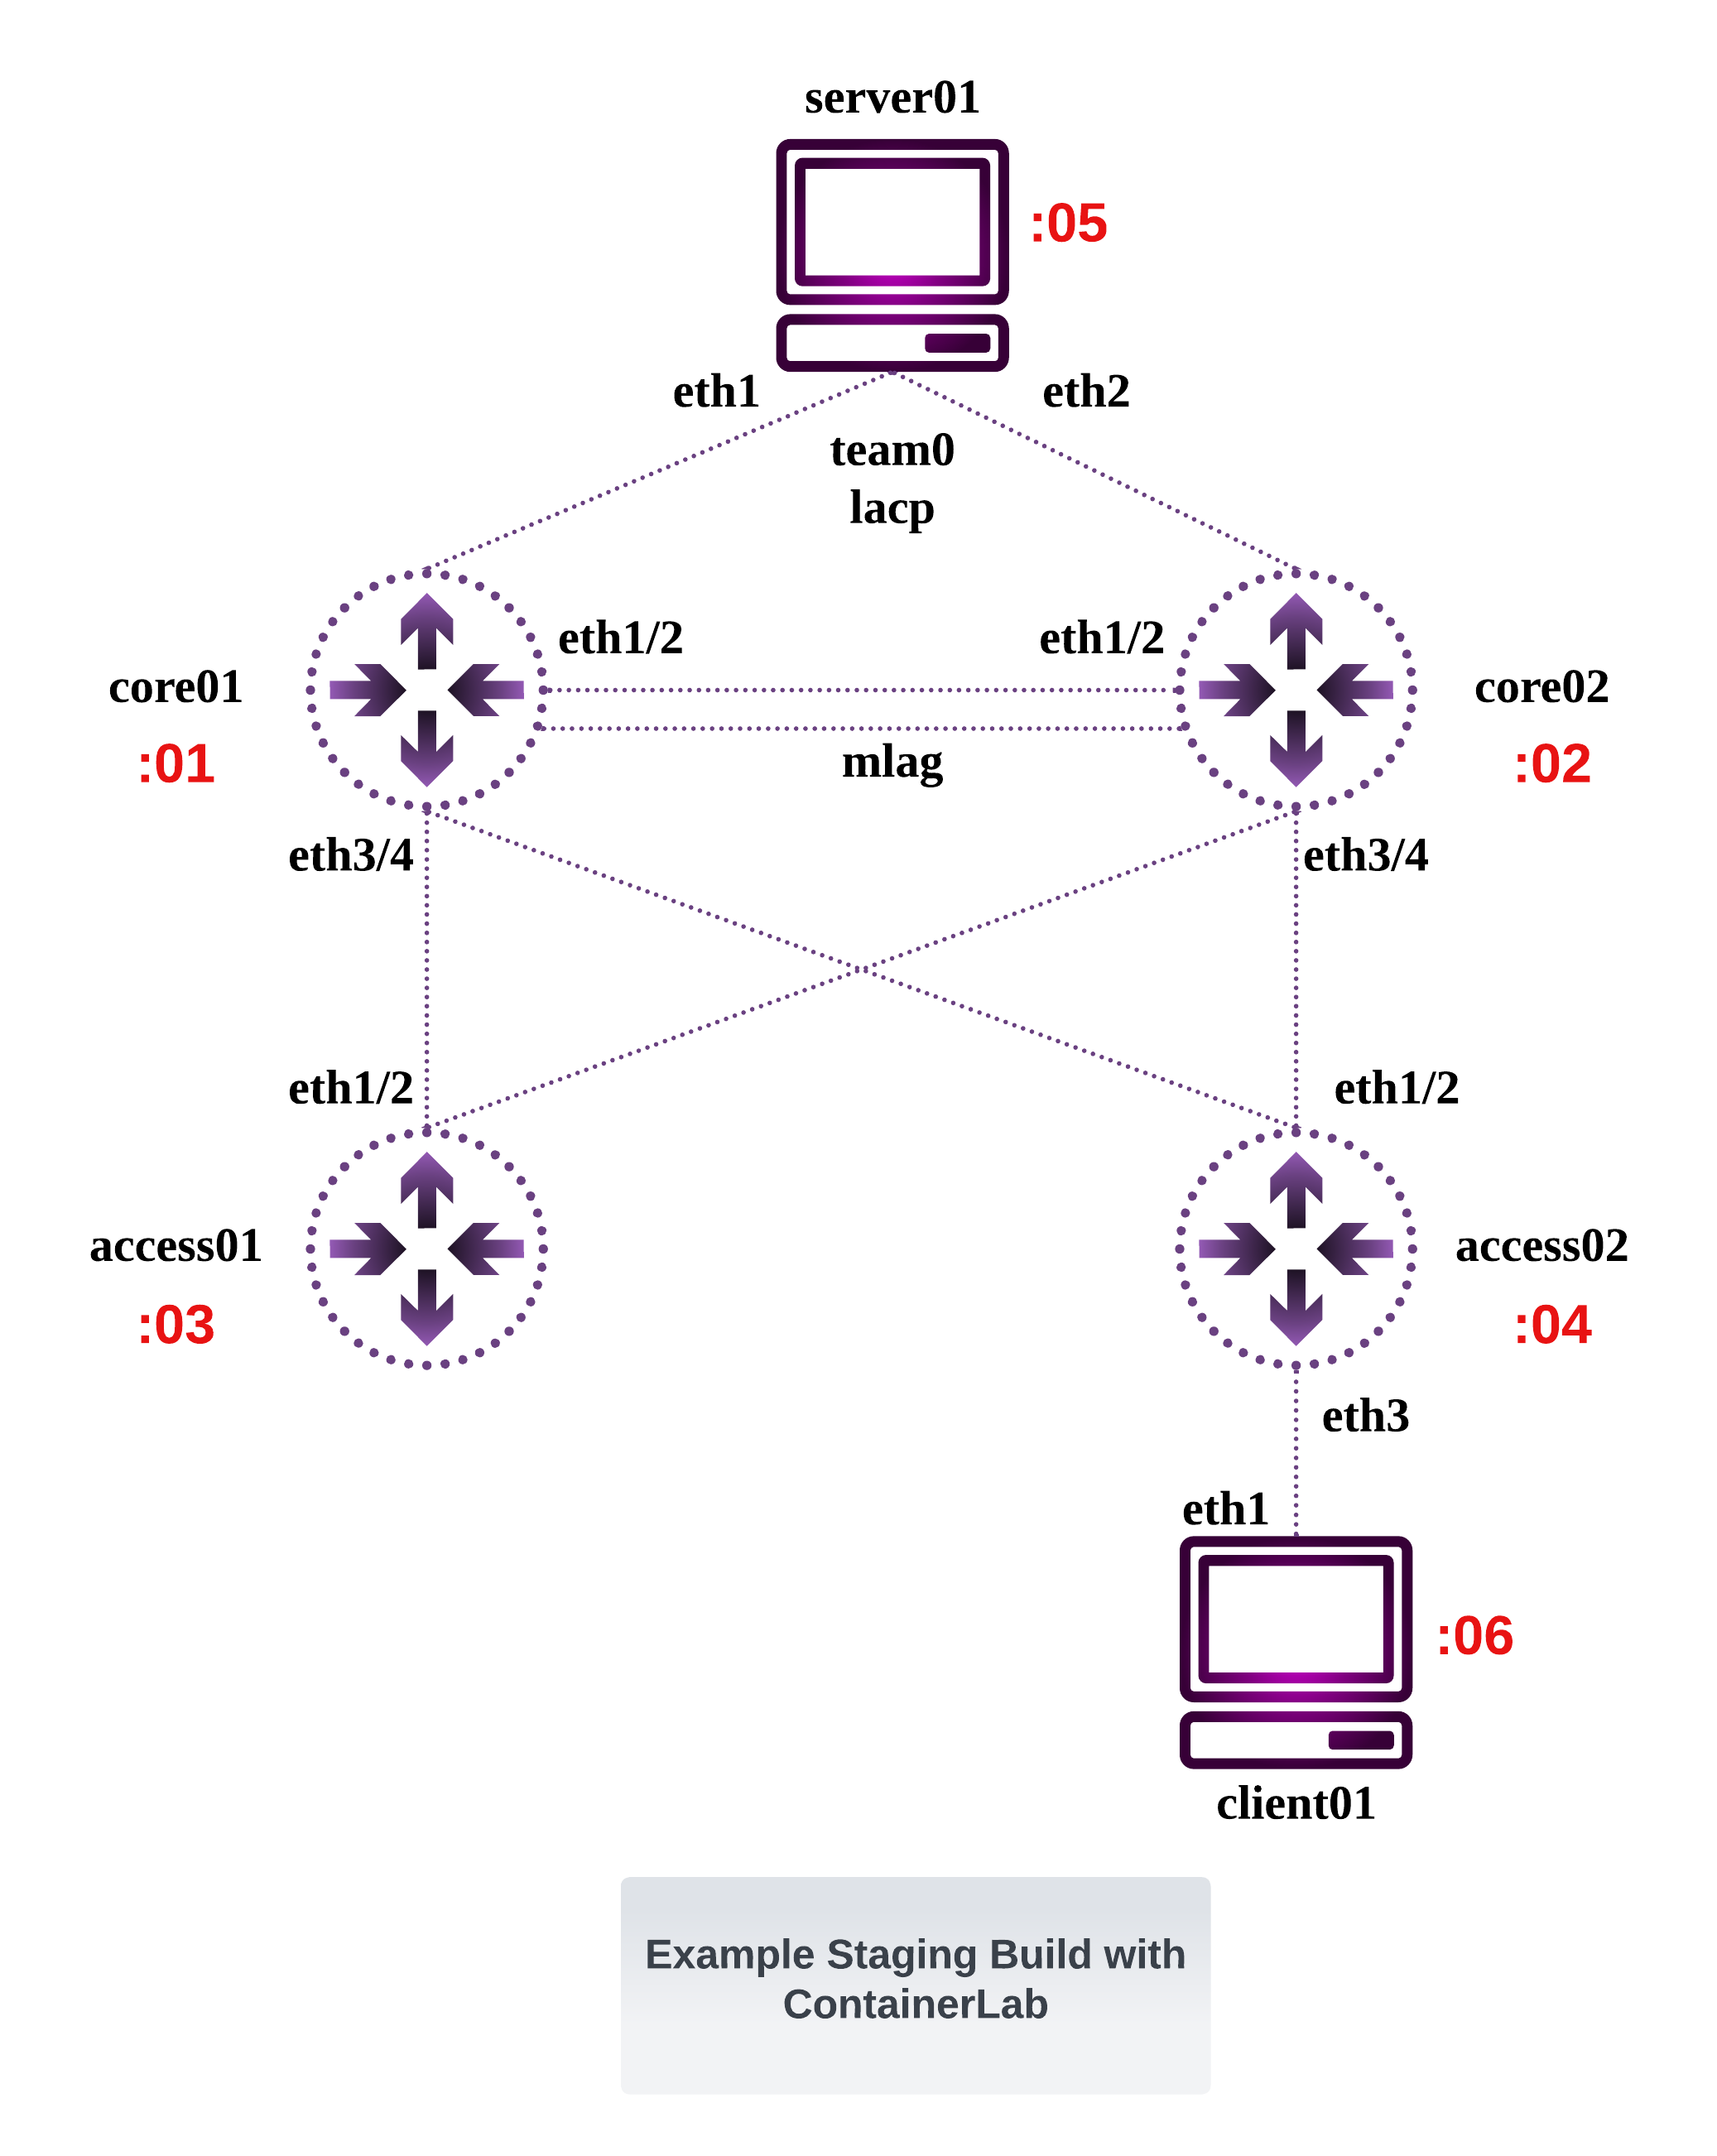 server01
:05
eth1
eth2
team0
lacp
eth1/2
eth1/2
core01
core02
:01
:02
mlag
eth3/4
eth3/4
eth1/2
eth1/2
access01
access02
:03
:04
eth3
eth1
:06
client01
Example Staging Build with
ContainerLab